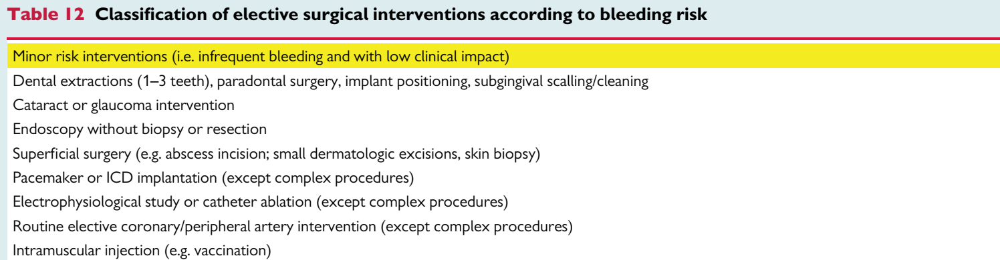 Table 12 Classification of elective surgical interventions according to bleeding risk
Minor risk interventions (i.e. infrequent bleeding and with low clinical impact)
Dental extractions (1–3 teeth), paradontal surgery, implant positioning, subgingival scalling/cleaning
Cataract or glaucoma intervention
Endoscopy without biopsy or resection
Superficial surgery (e.g. abscess incision; small dermatologic excisions, skin biopsy)
Pacemaker or ICD implantation (except complex procedures)
Electrophysiological study or catheter ablation (except complex procedures)
Routine elective coronary/peripheral artery intervention (except complex procedures)
Intramuscular injection (e.g. vaccination)